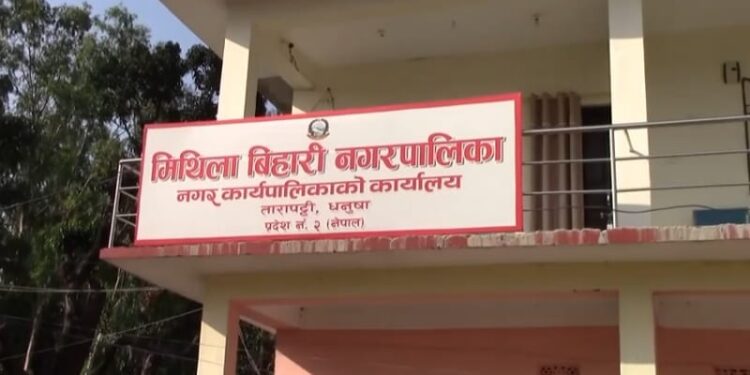 मिथिला बिहारी नगरपालिका
नगर कार्यपालिकाको कार्यालय
तारापट्टी, धनुषा
प्रदेश नं. २ (नेपाल)